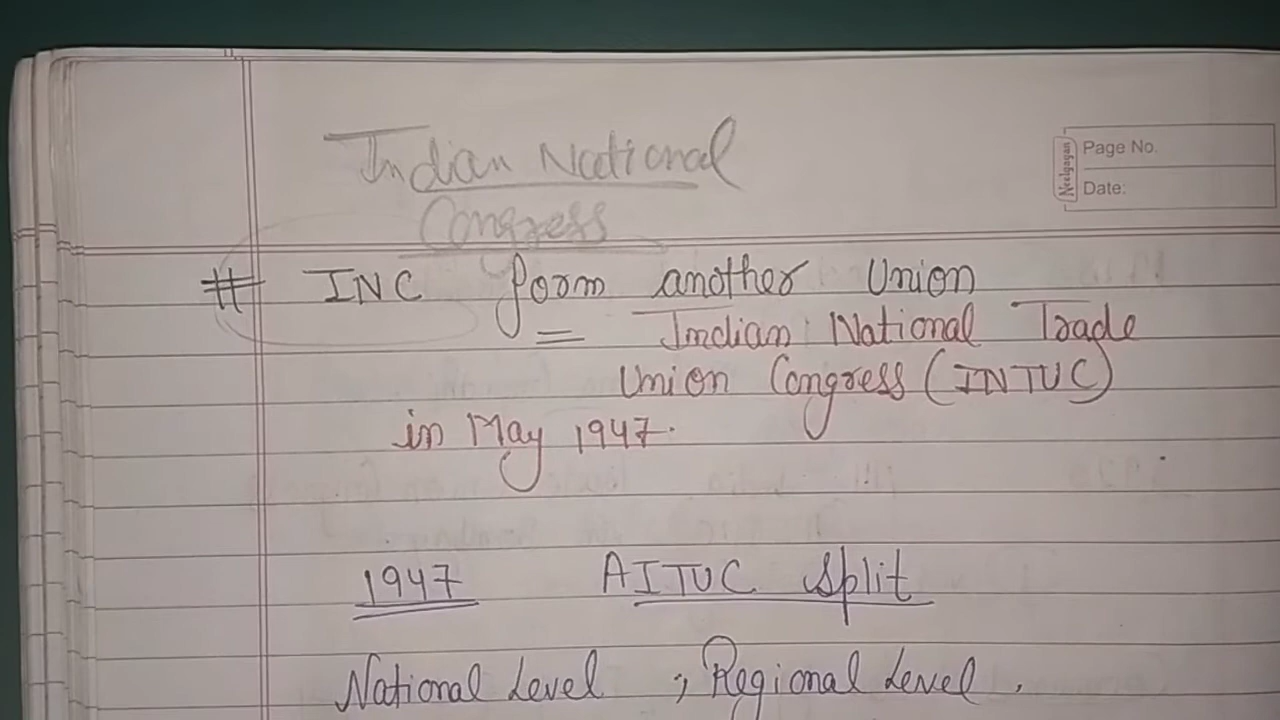 Indian National
Congress
Page No.
Neelgagan
Date:
# INC form another Union
= Indian National Trade
Union Congress (INTUC)
in May 1947.
1947 AITUC split
National Level , Regional Level .